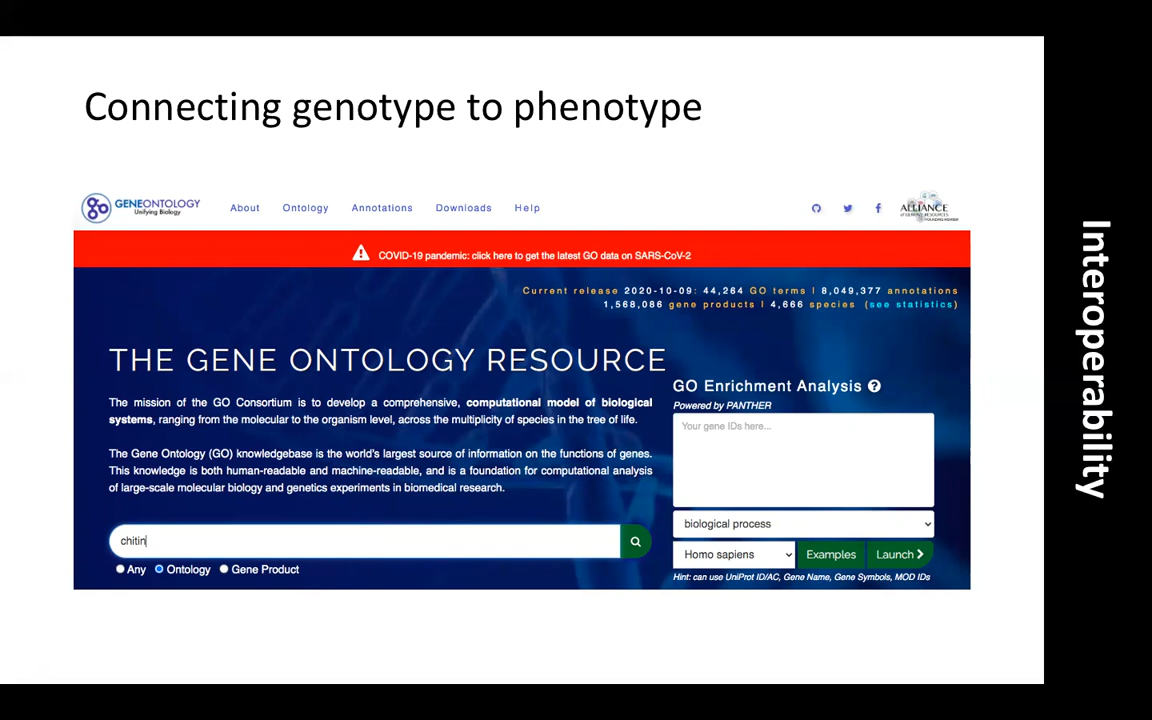 Connecting genotype to phenotype
GENEONTOLOGY
Unifying Biology
About Ontology Annotations Downloads Help
ALLIANCE
COVID-19 pandemic: click here to get the latest GO data on SARS-CoV-2
Current release 2020-10-09: 44,264 GO terms | 8,049,377 annotations
1,568,086 gene products | 4,666 species (see statistics)
THE GENE ONTOLOGY RESOURCE
The mission of the GO Consortium is to develop a comprehensive, computational model of biological
systems, ranging from the molecular to the organism level, across the multiplicity of species in the tree of life.
The Gene Ontology (GO) knowledgebase is the world's largest source of information on the functions of genes.
This knowledge is both human-readable and machine-readable, and is a foundation for computational analysis
of large-scale molecular biology and genetics experiments in biomedical research.
chitin
Any Ontology Gene Product
GO Enrichment Analysis ?
Powered by PANTHER
Your gene IDs here...
biological process
Homo sapiens Examples Launch
Hint: can use UniProt ID/AC, Gene Name, Gene Symbols, MOD IDs
Interoperability